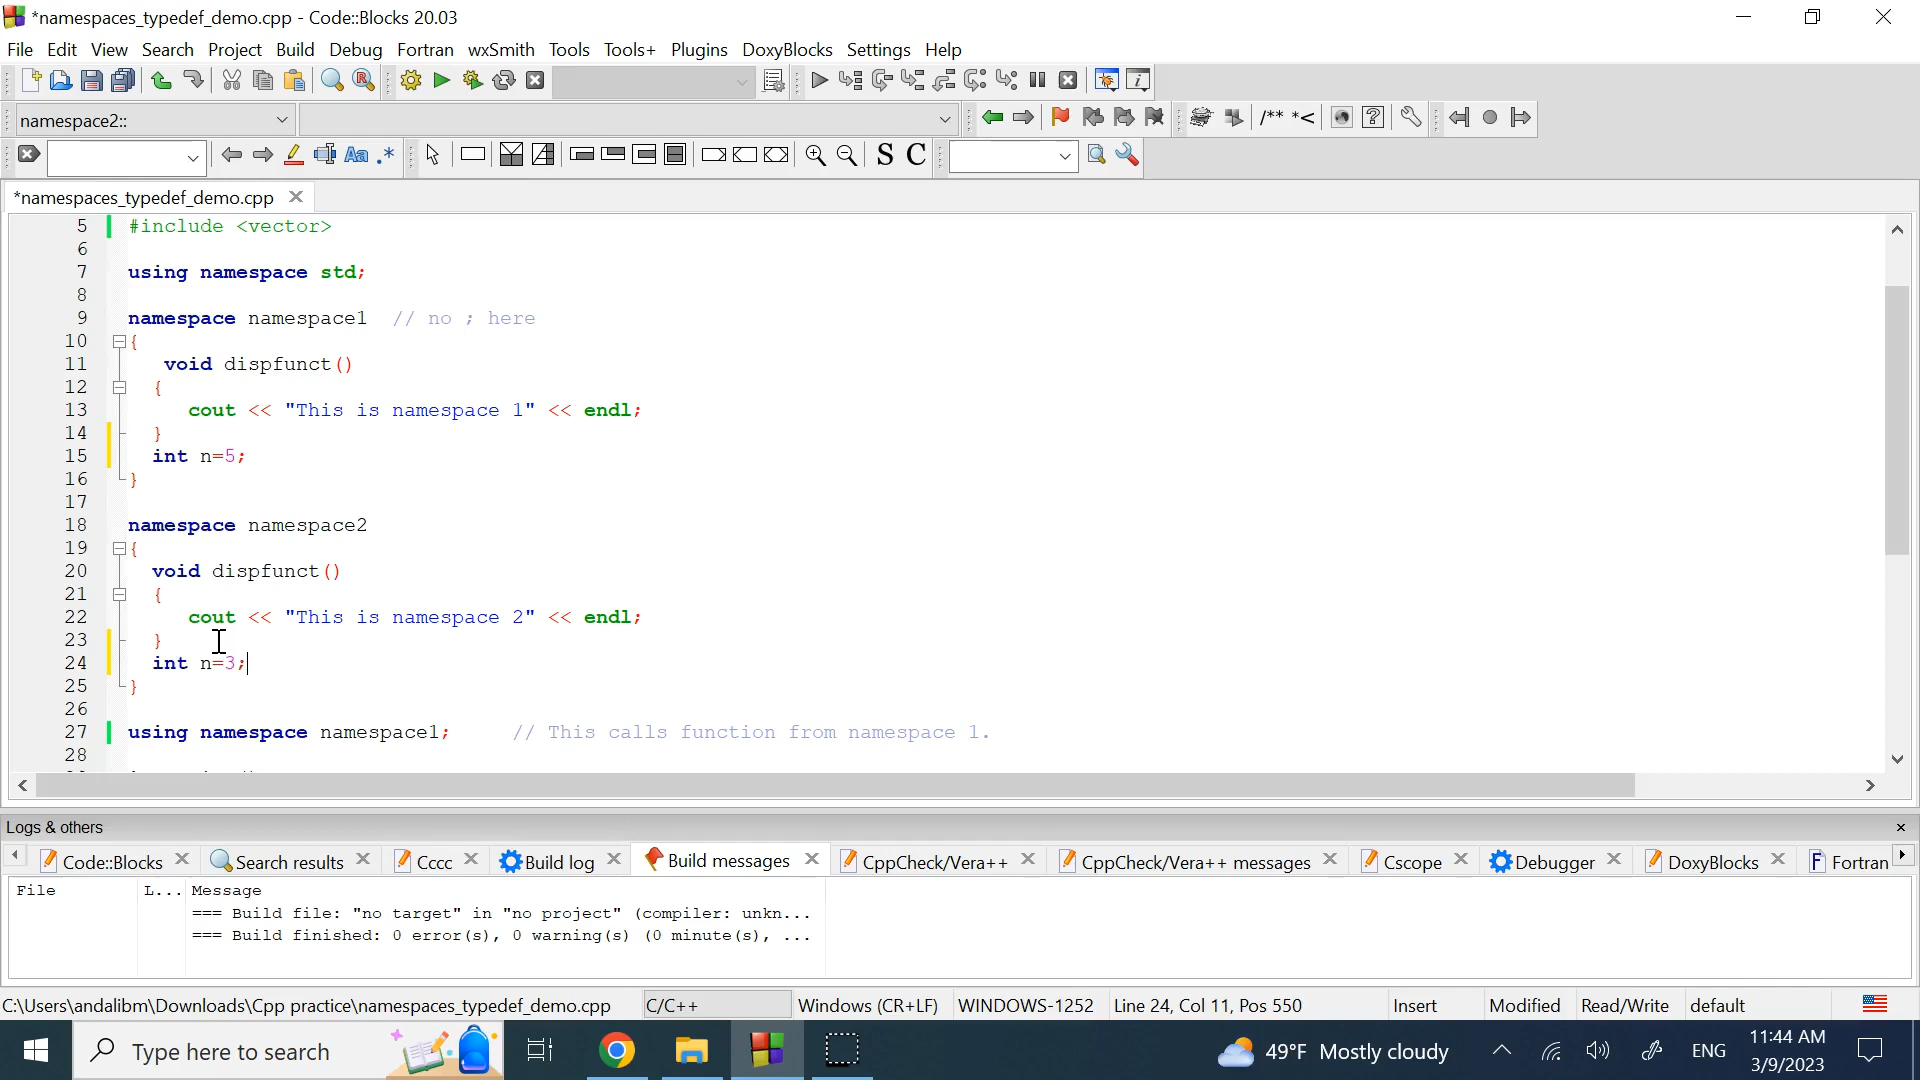 *namespaces_typedef_demo.cpp - Code::Blocks 20.03
File Edit View Search Project Build Debug Fortran wxSmith Tools Tools+ Plugins DoxyBlocks Settings Help
namespace2::
/** *<
Aa .*
S C
*namespaces_typedef_demo.cpp
5 #include <vector>
6
7 using namespace std;
8
9 namespace namespace1 // no ; here
10 {
11 void dispfunct()
12 {
13 cout << "This is namespace 1" << endl;
14 }
15 int n=5;
16 }
17
18 namespace namespace2
19 {
20 void dispfunct()
21 {
22 cout << "This is namespace 2" << endl;
23 }
24 int n=3;
25 }
26
27 using namespace namespace1; // This calls function from namespace 1.
28
Logs & others
Code::Blocks Search results Cccc Build log Build messages CppCheck/Vera++ CppCheck/Vera++ messages Cscope Debugger DoxyBlocks Fortran
File L... Message
=== Build file: "no target" in "no project" (compiler: unkn...
=== Build finished: 0 error(s), 0 warning(s) (0 minute(s), ...
C:\Users\andalibm\Downloads\Cpp practice\namespaces_typedef_demo.cpp C/C++ Windows (CR+LF) WINDOWS-1252 Line 24, Col 11, Pos 550 Insert Modified Read/Write default
Type here to search
49°F Mostly cloudy
ENG
11:44 AM
3/9/2023